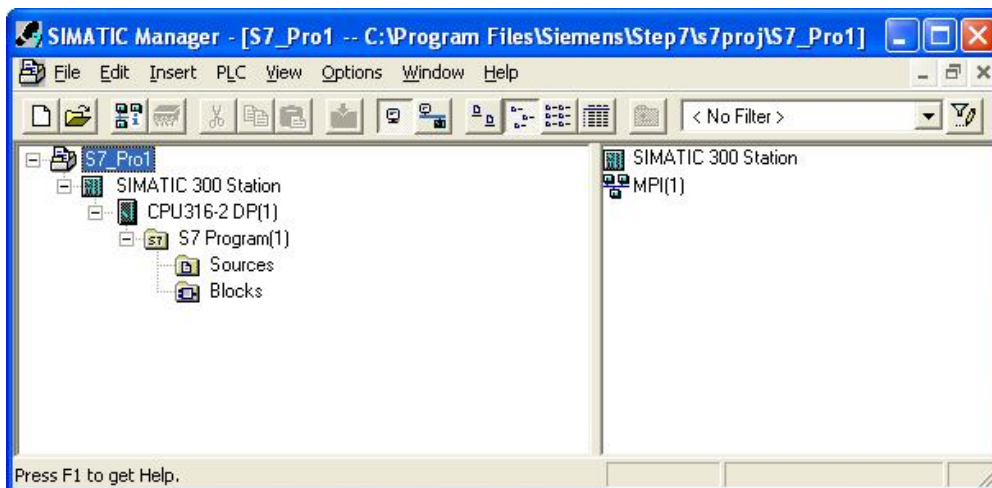 SIMATIC Manager - [S7_Pro1 -- C:\Program Files\Siemens\Step7\s7proj\S7_Pro1]
File Edit Insert PLC View Options Window Help
< No Filter >
S7_Pro1
SIMATIC 300 Station
CPU316-2 DP(1)
S7 Program(1)
Sources
Blocks
SIMATIC 300 Station
MPI(1)
Press F1 to get Help.